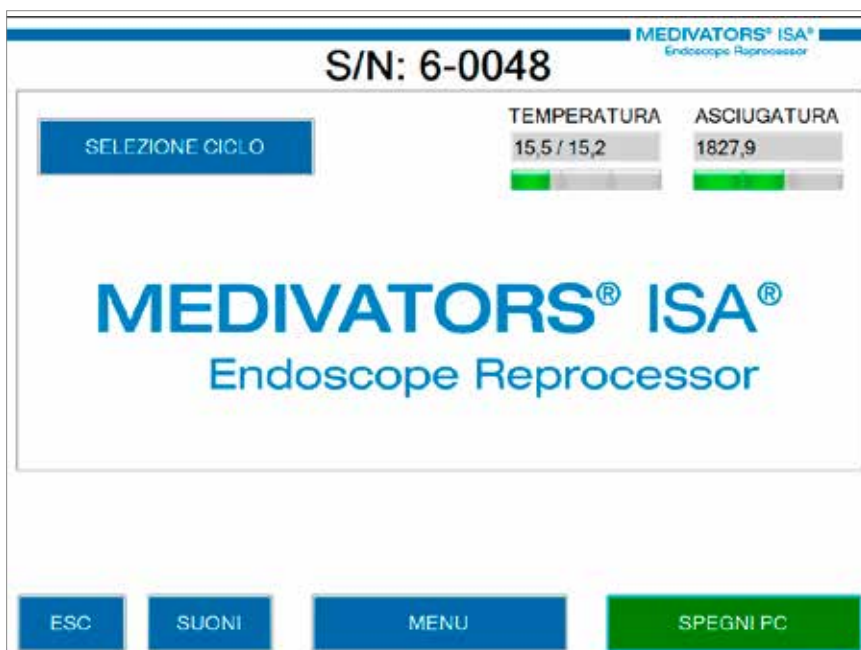 MEDIVATORS® ISA®
Endoscope Reprocessor
S/N: 6-0048
SELEZIONE CICLO
TEMPERATURA
15,5 / 15,2
ASCIUGATURA
1827,9
MEDIVATORS® ISA®
Endoscope Reprocessor
ESC
SUONI
MENU
SPEGNI PC